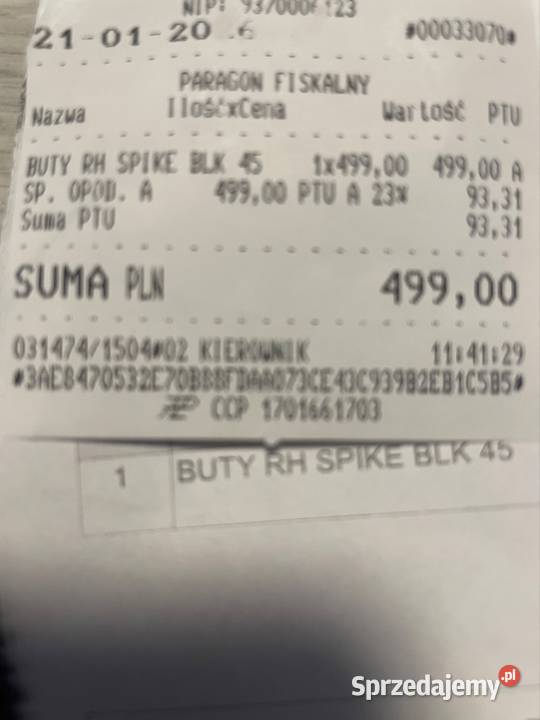 21-01-20 .6 #00033070#
PARAGON FISKALNY
Nazwa IlośćxCena Wartość PTU
BUTY RH SPIKE BLK 45 1x499,00 499,00 A
SP. OPOD. A 499,00 PTU A 23% 93,31
Suma PTU 93,31
SUMA PLN 499,00
031474/1504#02 KIEROWNIK 11:41:29
CCP 1701661703
1 BUTY RH SPIKE BLK 45
Sprzedajemy.pl